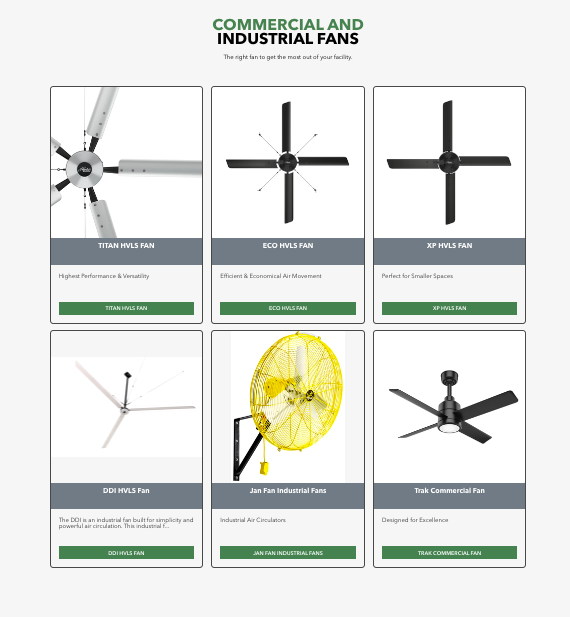 COMMERCIAL AND
INDUSTRIAL FANS
The right fan to get the most out of your facility.
TITAN HVLS FAN
ECO HVLS FAN
XP HVLS FAN
Highest Performance & Versatility
Efficient & Economical Air Movement
Perfect for Smaller Spaces
TITAN HVLS FAN
ECO HVLS FAN
XP HVLS FAN
DDI HVLS Fan
Jan Fan Industrial Fans
Trak Commercial Fan
The DDI is an industrial fan built for simplicity and
powerful air circulation. This industrial f...
Industrial Air Circulators
Designed for Excellence
DDI HVLS FAN
JAN FAN INDUSTRIAL FANS
TRAK COMMERCIAL FAN